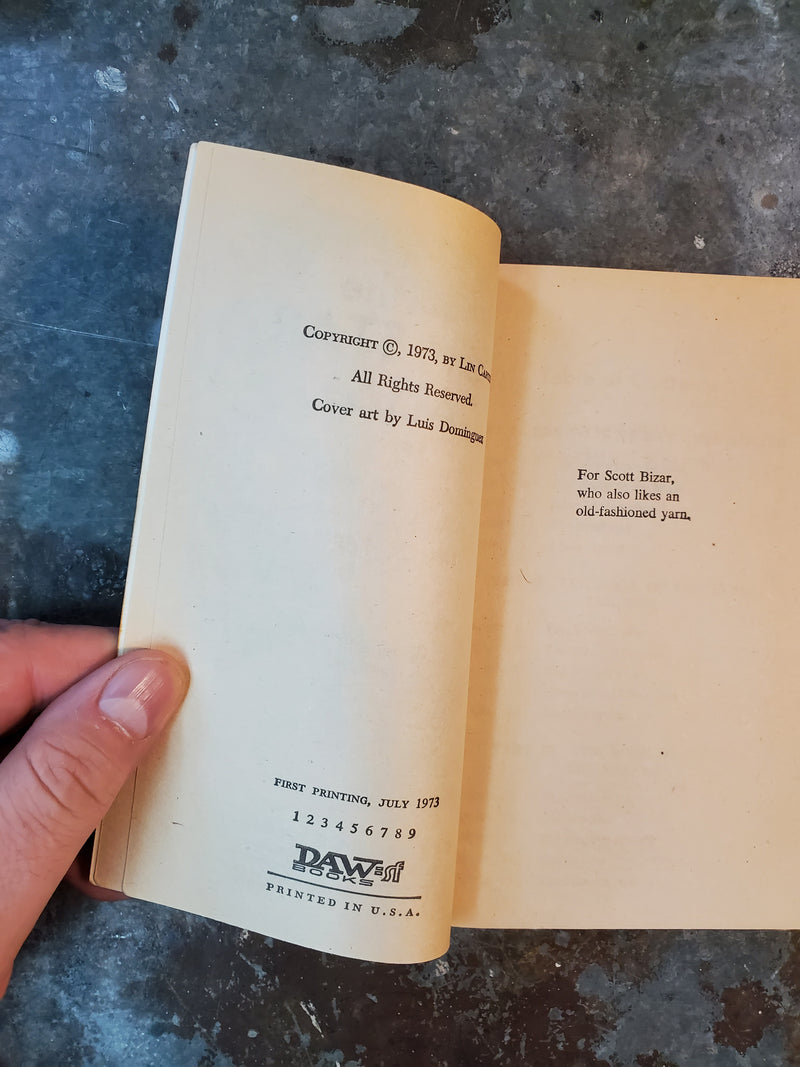 COPYRIGHT ©, 1973, BY LIN
All Rights Reserved.
Cover art by Luis Dominguez
FIRST PRINTING, JULY 1973
1 2 3 4 5 6 7 8 9
DAW sf
BOOKS
PRINTED IN U.S.A.
For Scott Bizar,
who also likes an
old-fashioned yarn.